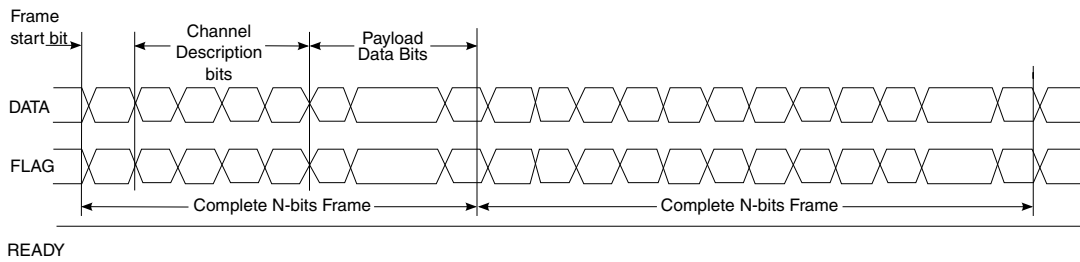 Frame
start bit
Channel
Description
bits
Payload
Data Bits
DATA
FLAG
Complete N-bits Frame
Complete N-bits Frame
READY